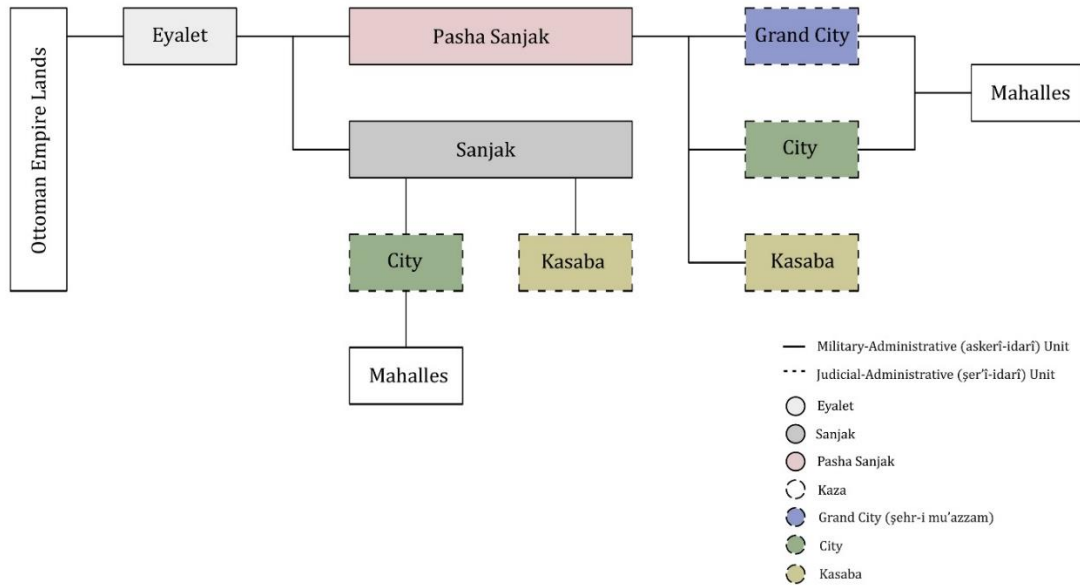 Ottoman Empire Lands
Eyalet
Pasha Sanjak
Grand City
Mahalles
Sanjak
City
City
Kasaba
Kasaba
Mahalles
Military-Administrative (askerî-idarî) Unit
Judicial-Administrative (şer’î-idarî) Unit
Eyalet
Sanjak
Pasha Sanjak
Kaza
Grand City (şehr-i mu’azzam)
City
Kasaba